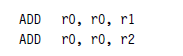 ADD r0, r0, r1
ADD r0, r0, r2